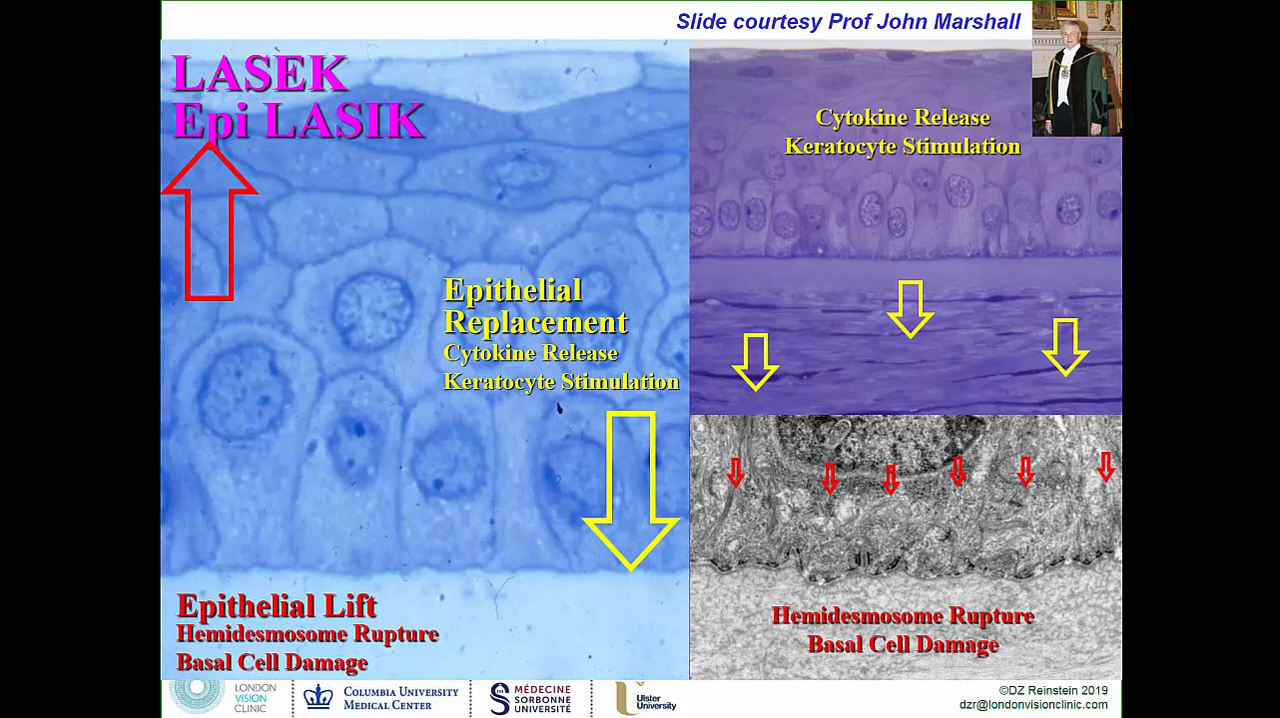 Slide courtesy Prof John Marshall
LASEK
Epi LASIK
Epithelial
Replacement
Cytokine Release
Keratocyte Stimulation
Epithelial Lift
Hemidesmosome Rupture
Basal Cell Damage
Cytokine Release
Keratocyte Stimulation
Hemidesmosome Rupture
Basal Cell Damage
LONDON
VISION
CLINIC
COLUMBIA UNIVERSITY
MEDICAL CENTER
MÉDECINE
SORBONNE
UNIVERSITÉ
Ulster
University
©DZ Reinstein 2019
dzr@londonvisionclinic.com